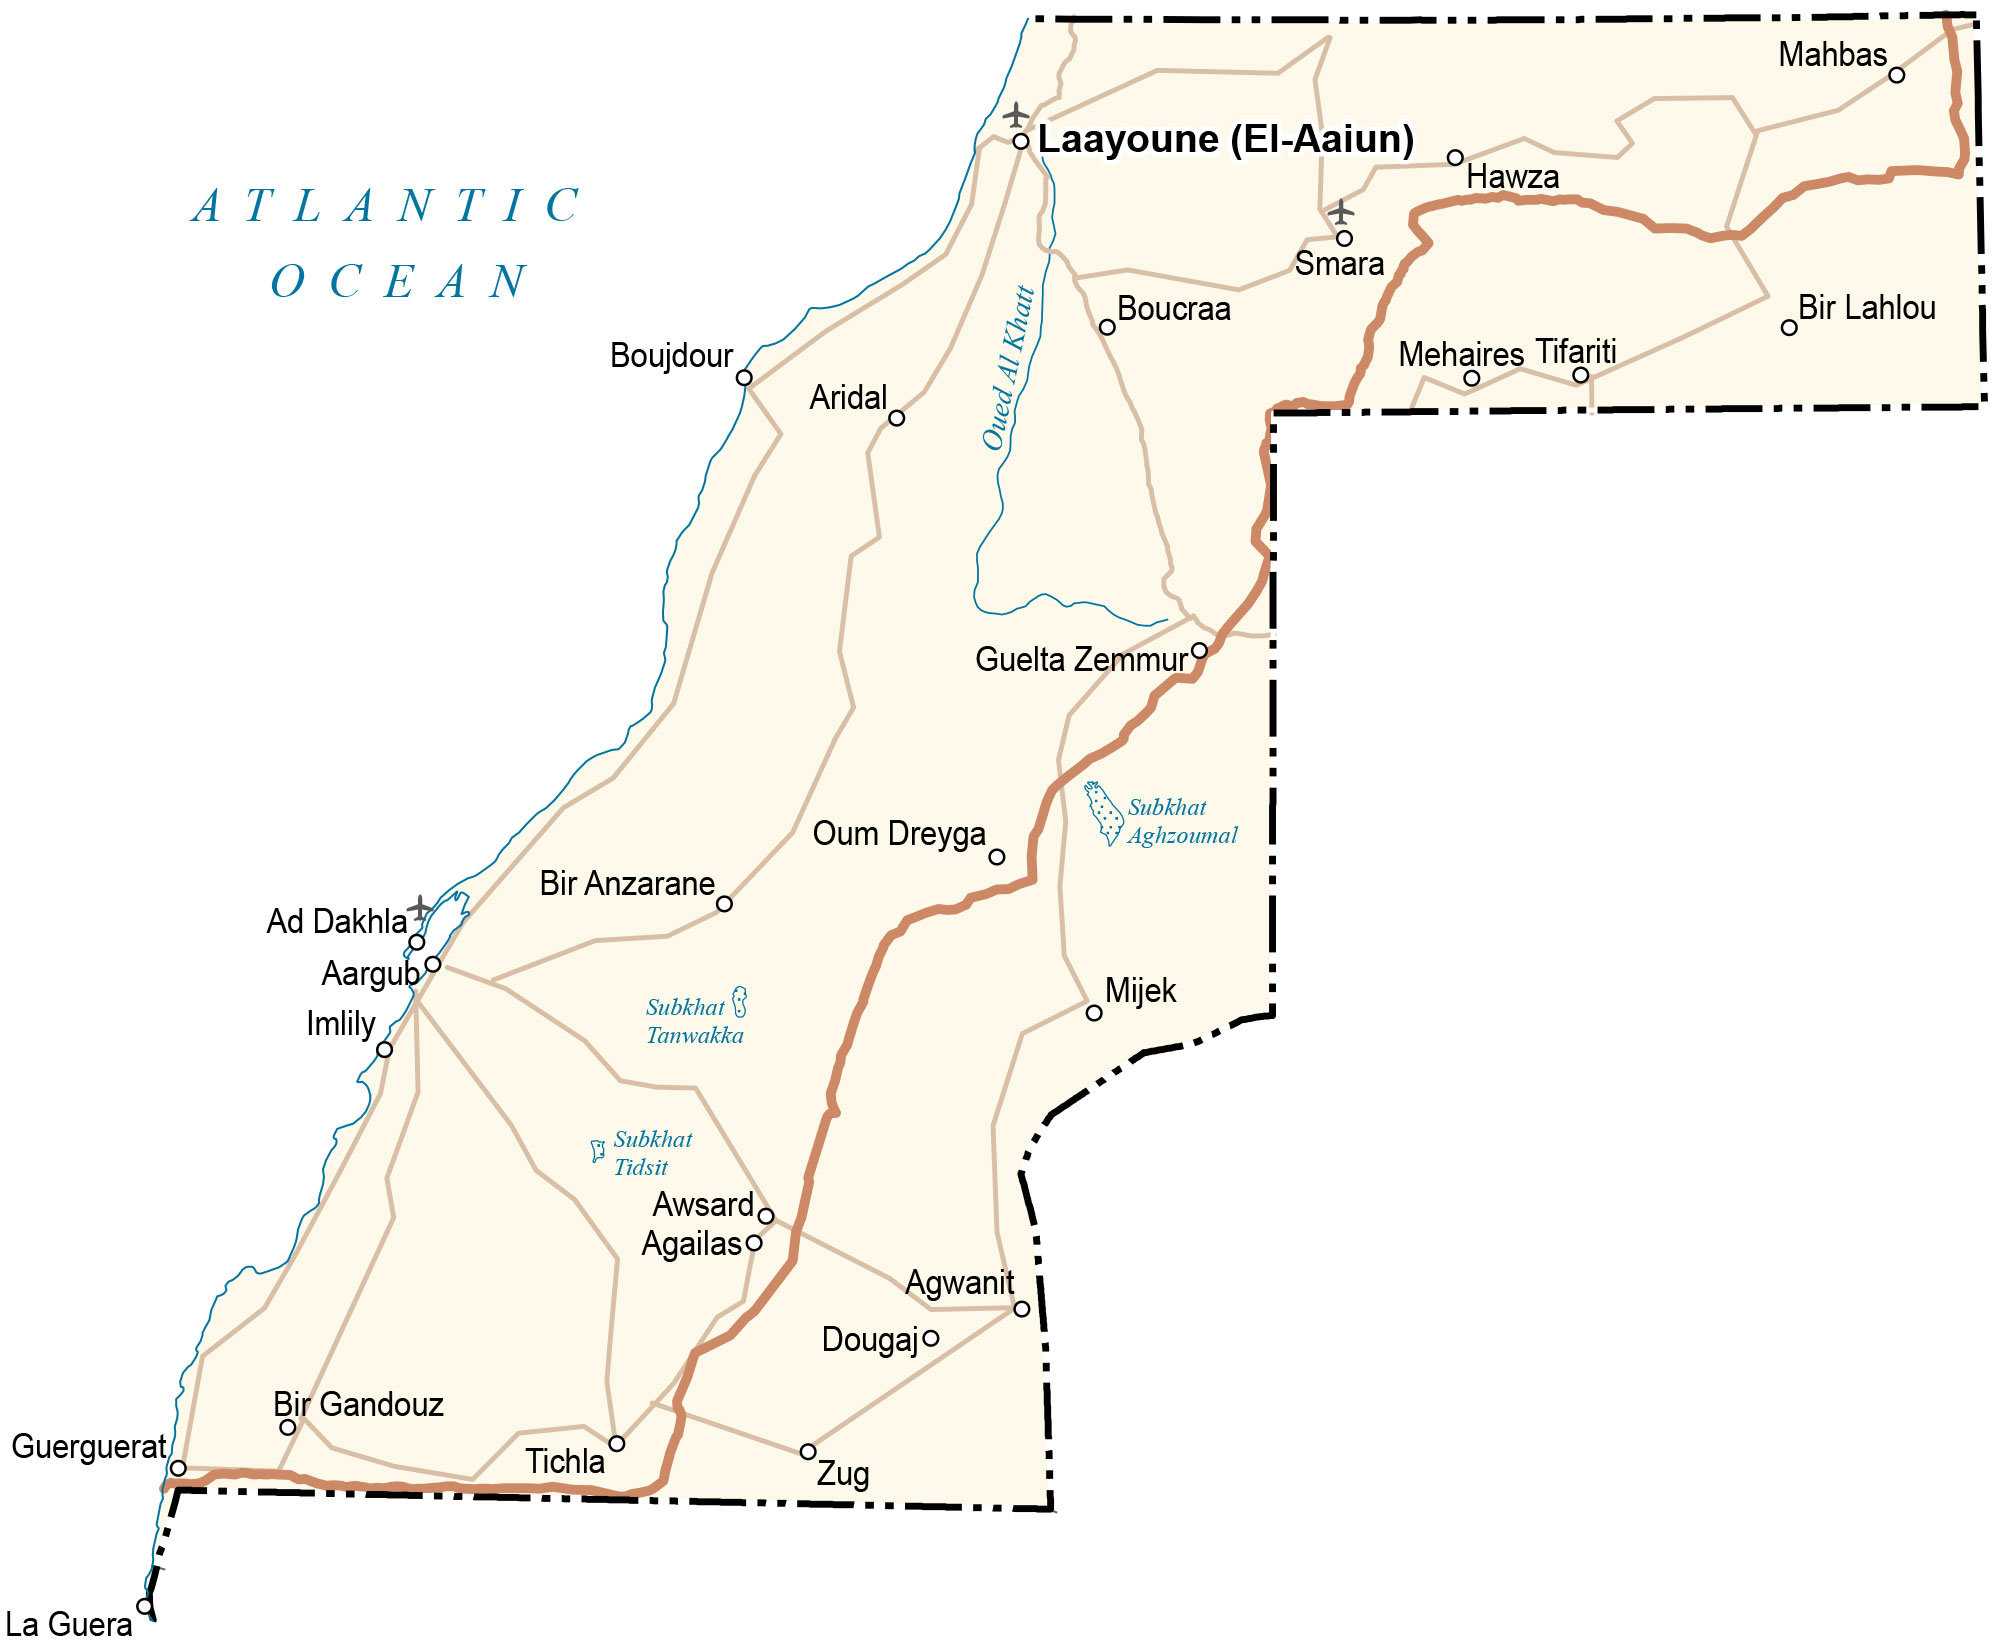 Mahbas
Laayoune (El-Aaiun)
Hawza
ATLANTIC
OCEAN
Smara
Boucraa
Bir Lahlou
Oued Al Khatt
Boujdour
Mehaires
Tifariti
Aridal
Guelta Zemmur
Subkhat
Aghzoumal
Oum Dreyga
Bir Anzarane
Ad Dakhla
Aargub
Mijek
Subkhat
Tanwakka
Imlily
Subkhat
Tidsit
Awsard
Agailas
Agwanit
Dougaj
Bir Gandouz
Guerguerat
Tichla
Zug
La Guera